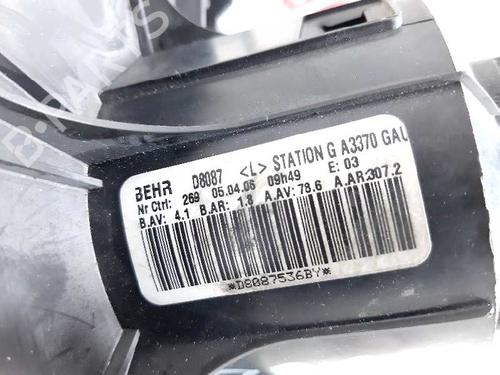 BEHR D8087 <L> STATION G A3370 GAU
Nr Ctrl: 269 05.04.06 09h49 E: 03
B.AV: 4.1 B.AR: 1.8 A.AV: 78.6 A.AR:307.2
*D8087536BY*
B-PARTS